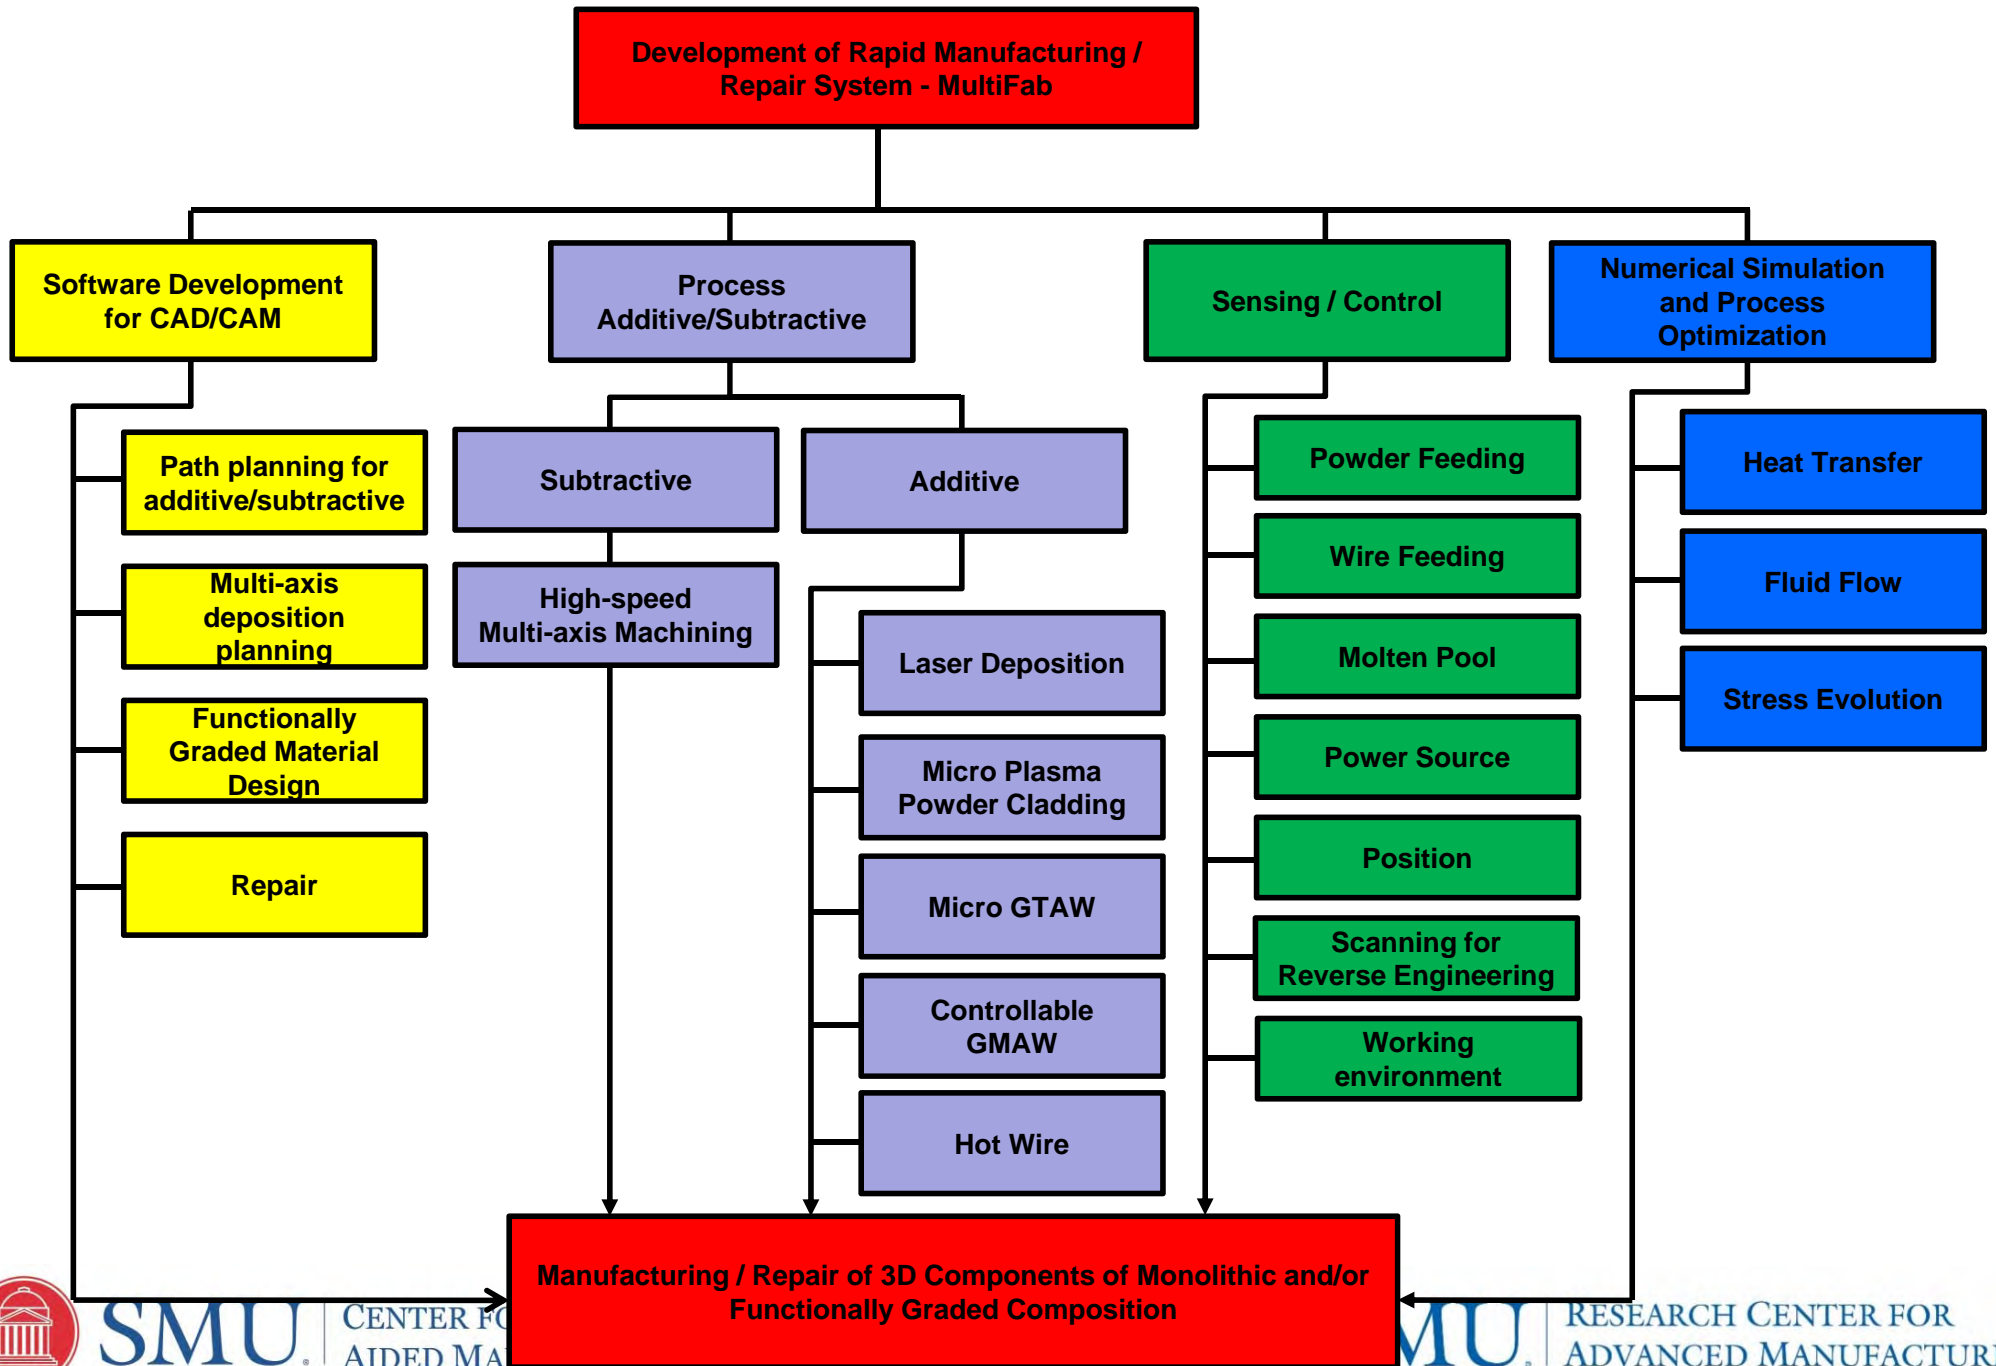 Development of Rapid Manufacturing /
Repair System - MultiFab
Software Development
for CAD/CAM
Process
Additive/Subtractive
Sensing / Control
Numerical Simulation
and Process
Optimization
Path planning for
additive/subtractive
Multi-axis
deposition
planning
Functionally
Graded Material
Design
Repair
Subtractive
High-speed
Multi-axis Machining
Additive
Laser Deposition
Micro Plasma
Powder Cladding
Micro GTAW
Controllable
GMAW
Hot Wire
Powder Feeding
Wire Feeding
Molten Pool
Power Source
Position
Scanning for
Reverse Engineering
Working
environment
Heat Transfer
Fluid Flow
Stress Evolution
Manufacturing / Repair of 3D Components of Monolithic and/or
Functionally Graded Composition
SMU
CENTER
AIDED
RESEARCH CENTER FOR
ADVANCED